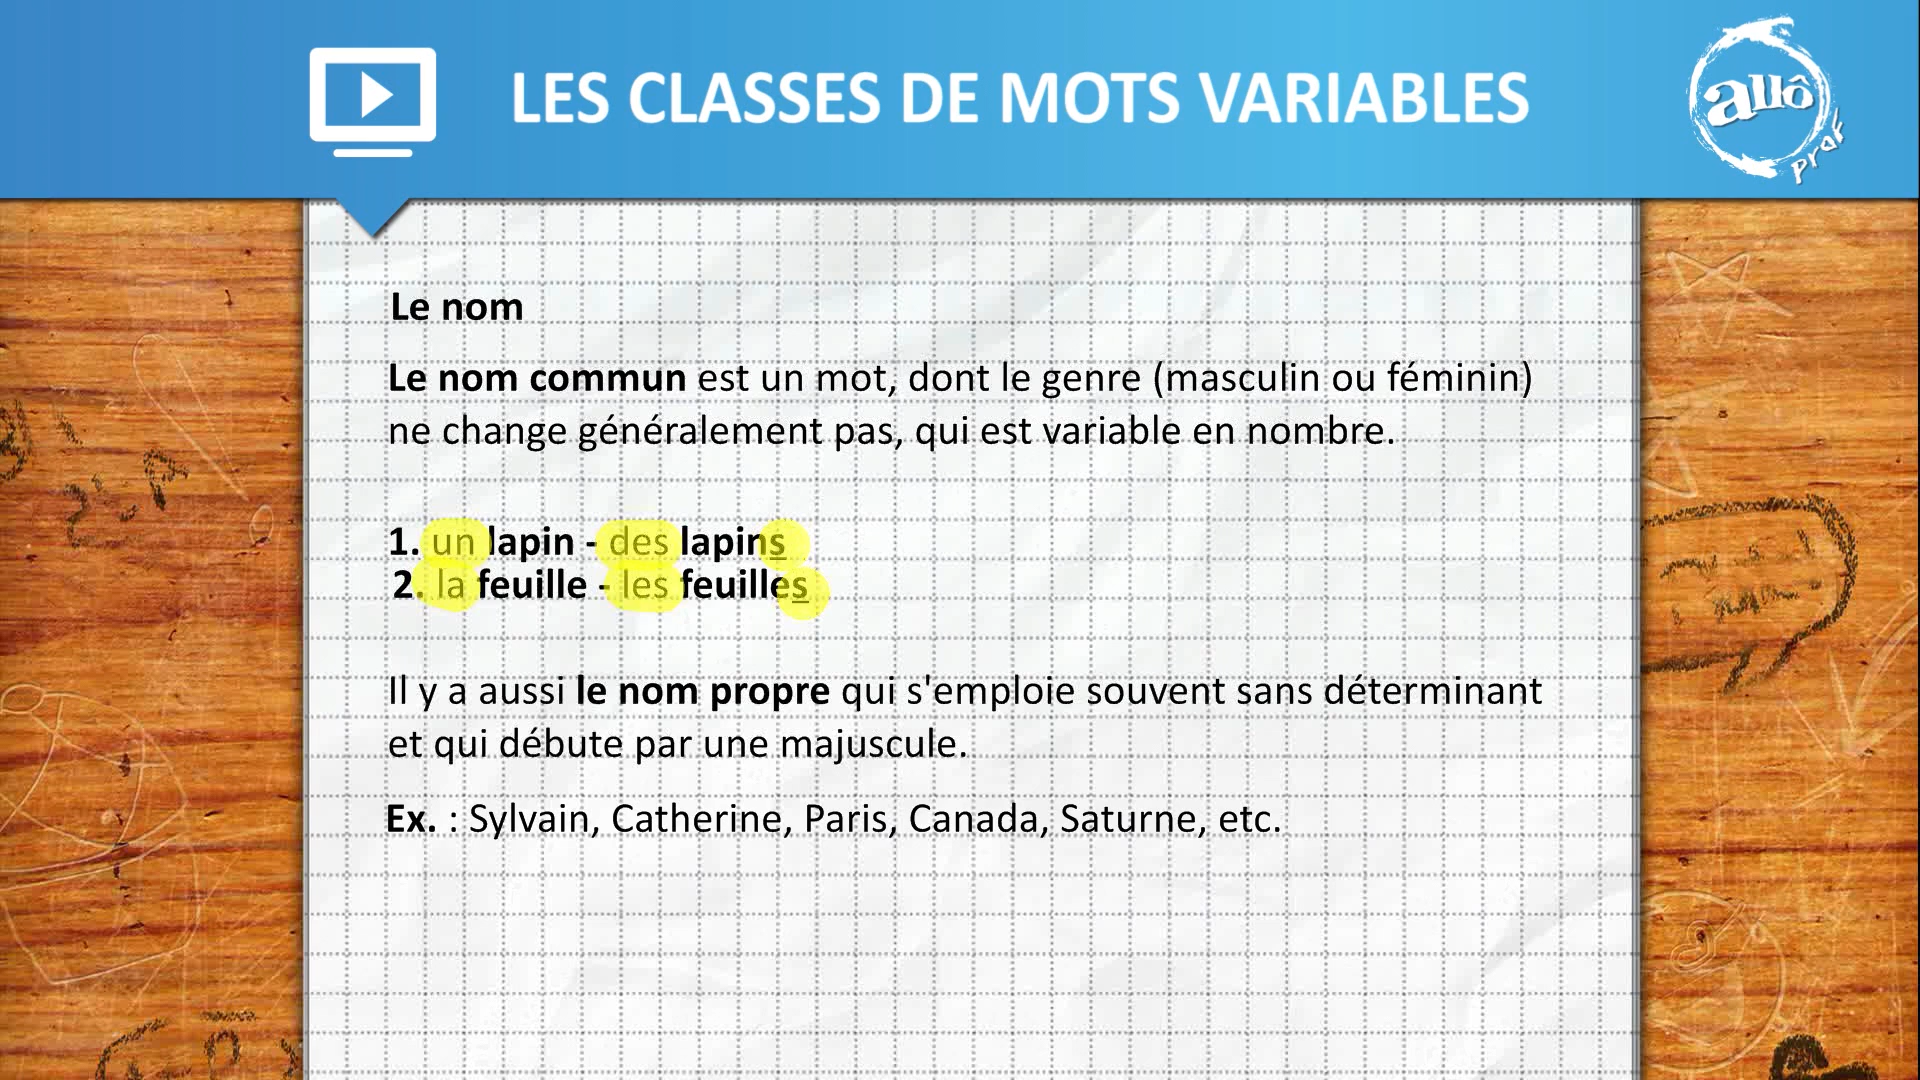 LES CLASSES DE MOTS VARIABLES
allô
prof
Le nom
Le nom commun est un mot, dont le genre (masculin ou féminin)
ne change généralement pas, qui est variable en nombre.
1. un lapin - des lapins
2. la feuille - les feuilles
Il y a aussi le nom propre qui s'emploie souvent sans déterminant
et qui débute par une majuscule.
Ex. : Sylvain, Catherine, Paris, Canada, Saturne, etc.